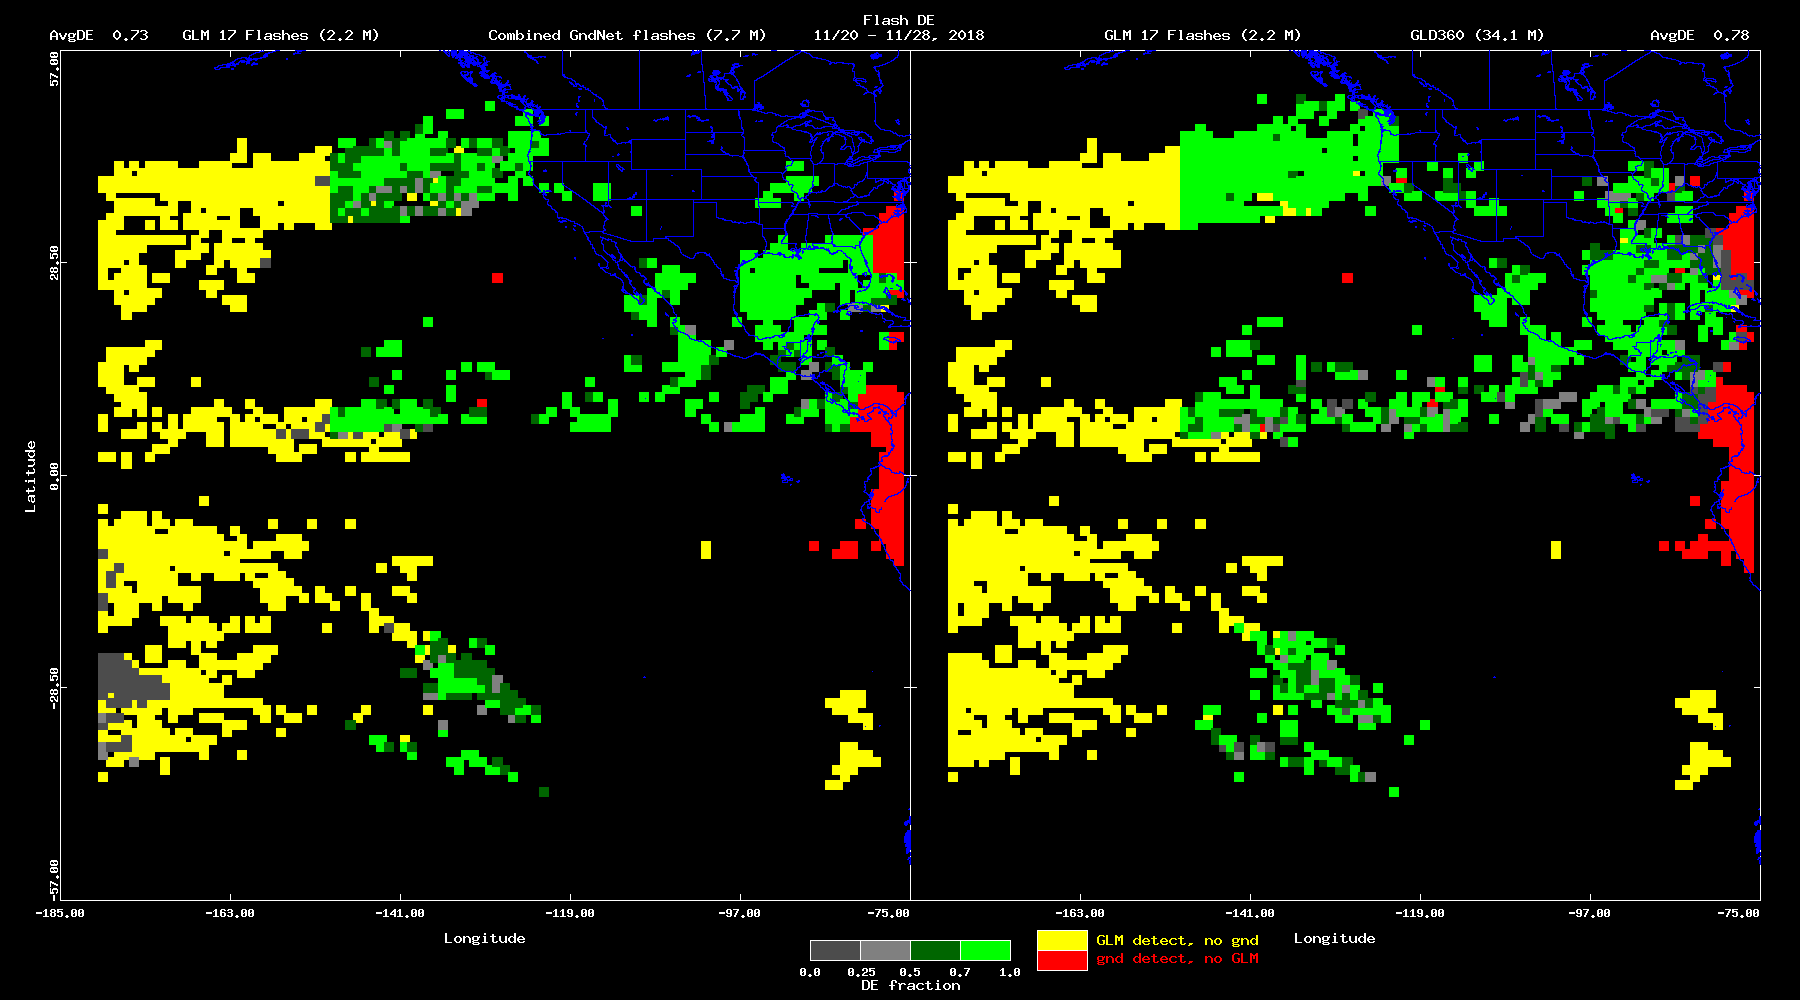 Flash DE
AvgDE 0.73 GLM 17 Flashes (2.2 M) Combined GndNet flashes (7.7 M) 11/20 - 11/28, 2018 GLM 17 Flashes (2.2 M) GLD360 (34.1 M) AvgDE 0.78
57.00
28.50
0.00
-28.50
-57.00
Latitude
-185.00 -163.00 -141.00 -119.00 -97.00 -75.00 -163.00 -141.00 -119.00 -97.00 -75.00
Longitude Longitude
GLM detect, no gnd
gnd detect, no GLM
0.0 0.25 0.5 0.7 1.0
DE fraction